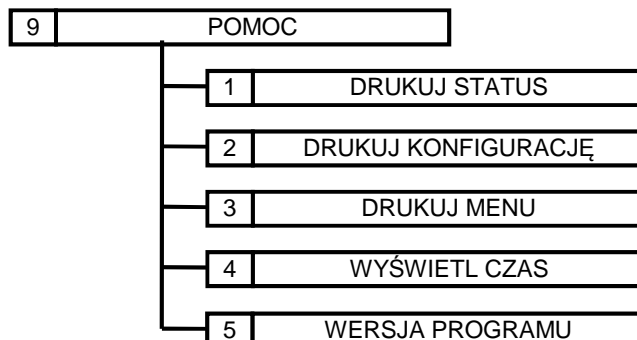 9 POMOC
1 DRUKUJ STATUS
2 DRUKUJ KONFIGURACJĘ
3 DRUKUJ MENU
4 WYŚWIETL CZAS
5 WERSJA PROGRAMU